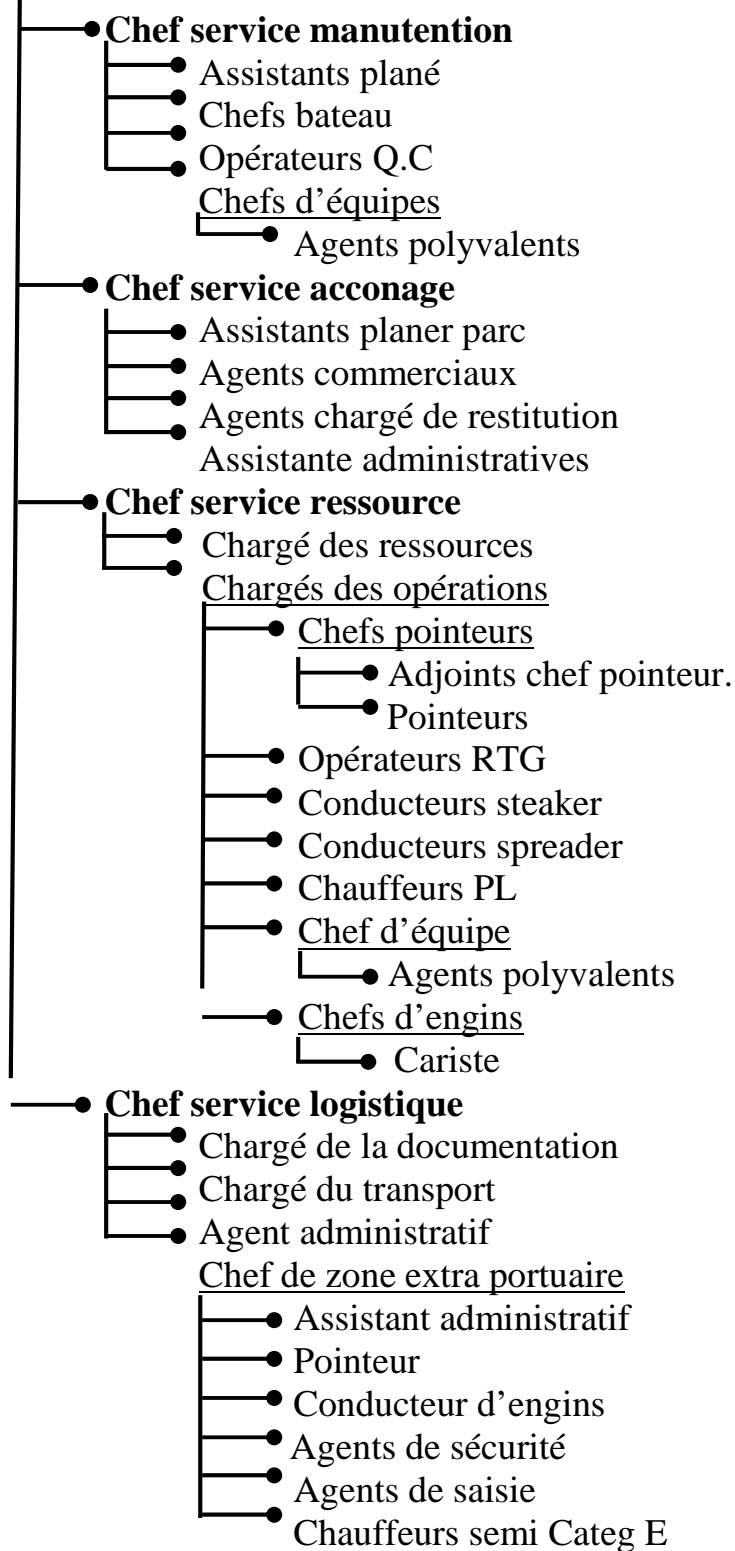 Chef service manutention
Assistants plané
Chefs bateau
Opérateurs Q.C
Chefs d’équipes
Agents polyvalents
Chef service acconage
Assistants planer parc
Agents commerciaux
Agents chargé de restitution
Assistante administratives
Chef service ressource
Chargé des ressources
Chargés des opérations
Chefs pointeurs
Adjoints chef pointeur.
Pointeurs
Opérateurs RTG
Conducteurs steaker
Conducteurs spreader
Chauffeurs PL
Chef d’équipe
Agents polyvalents
Chefs d’engins
Cariste
Chef service logistique
Chargé de la documentation
Chargé du transport
Agent administratif
Chef de zone extra portuaire
Assistant administratif
Pointeur
Conducteur d’engins
Agents de sécurité
Agents de saisie
Chauffeurs semi Categ E